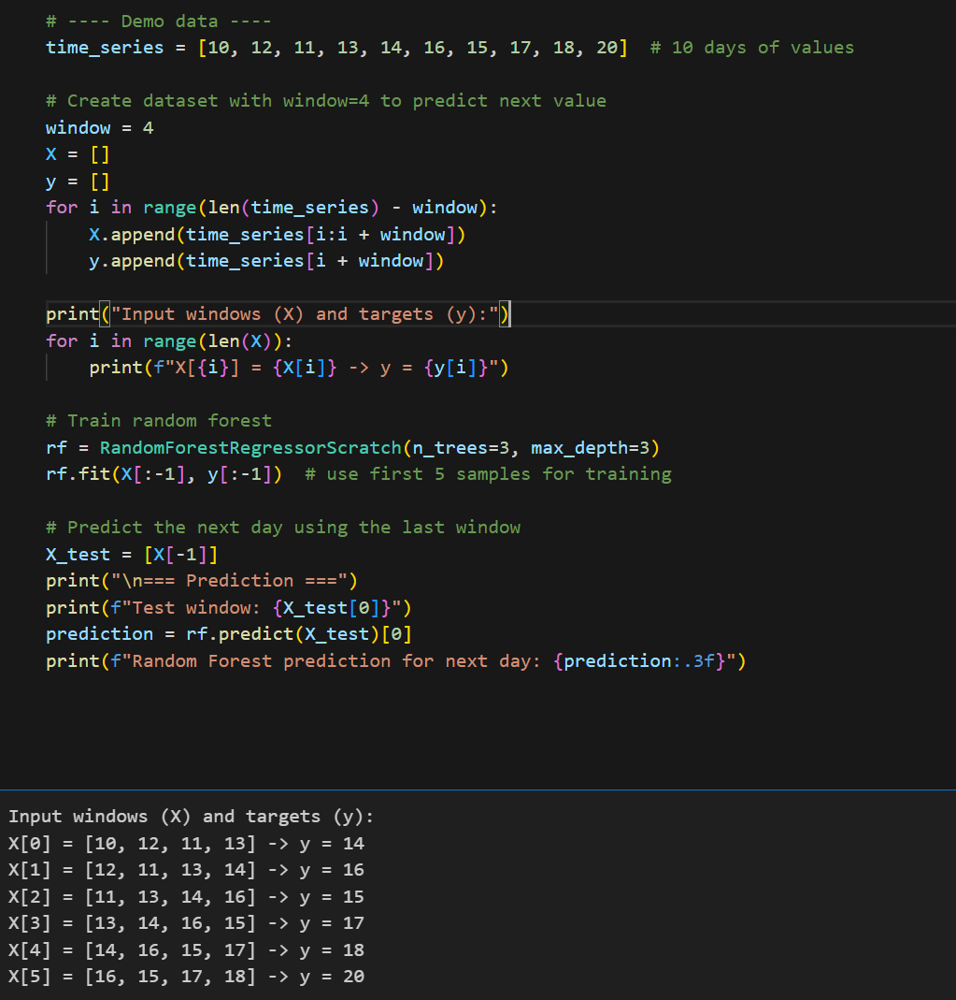 # ---- Demo data ----
time_series = [10, 12, 11, 13, 14, 16, 15, 17, 18, 20]  # 10 days of values
# Create dataset with window=4 to predict next value
window = 4
X = []
y = []
for i in range(len(time_series) - window):
    X.append(time_series[i:i + window])
    y.append(time_series[i + window])
print("Input windows (X) and targets (y):")
for i in range(len(X)):
    print(f"X[{i}] = {X[i]} -> y = {y[i]}")
# Train random forest
rf = RandomForestRegressorScratch(n_trees=3, max_depth=3)
rf.fit(X[:-1], y[:-1])  # use first 5 samples for training
# Predict the next day using the last window
X_test = [X[-1]]
print("\n=== Prediction ===")
print(f"Test window: {X_test[0]}")
prediction = rf.predict(X_test)[0]
print(f"Random Forest prediction for next day: {prediction:.3f}")
Input windows (X) and targets (y):
X[0] = [10, 12, 11, 13] -> y = 14
X[1] = [12, 11, 13, 14] -> y = 16
X[2] = [11, 13, 14, 16] -> y = 15
X[3] = [13, 14, 16, 15] -> y = 17
X[4] = [14, 16, 15, 17] -> y = 18
X[5] = [16, 15, 17, 18] -> y = 20